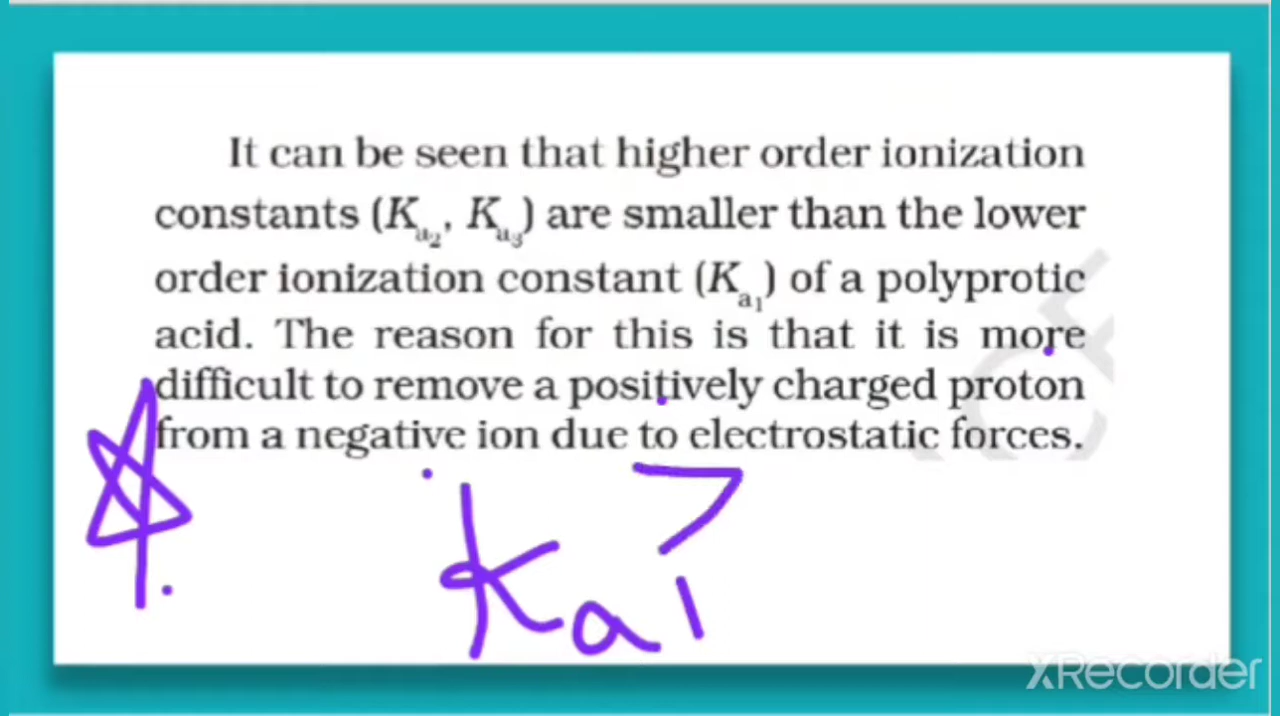 It can be seen that higher order ionization
constants (Kₐ₂, Kₐ₃) are smaller than the lower
order ionization constant (Kₐ₁) of a polyprotic
acid. The reason for this is that it is more
difficult to remove a positively charged proton
from a negative ion due to electrostatic forces.
Ka₁ >
XRecorder